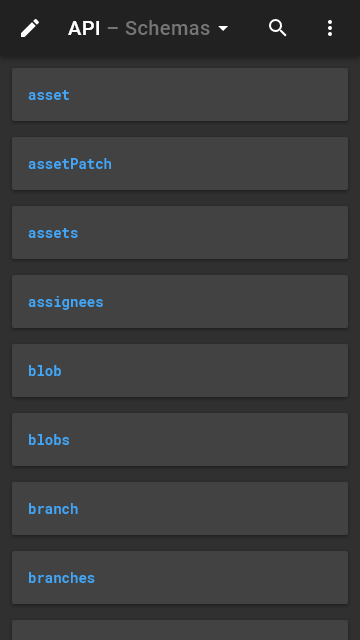 API – Schemas
asset
assetPatch
assets
assignees
blob
blobs
branch
branches